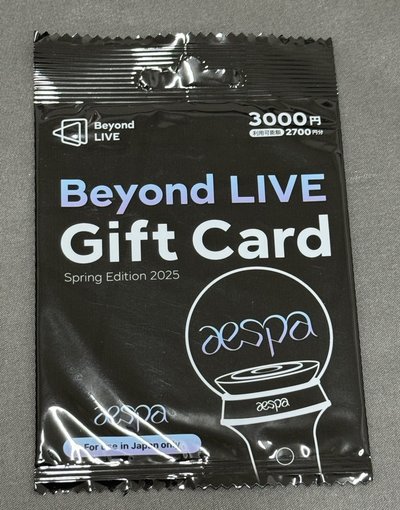 Beyond
LIVE
3000円
利用可能額 2700円分
Beyond LIVE
Gift Card
Spring Edition 2025
aespa
aespa
aespa
For use in Japan only